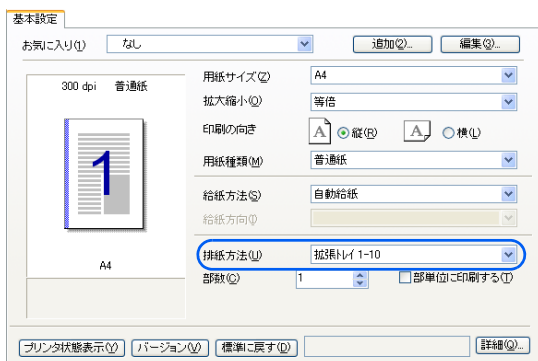 基本設定
お気に入り(1) なし 追加(2)... 編集(3)...
300 dpi 普通紙
1
A4
用紙サイズ(Z) A4
拡大縮小(O) 等倍
印刷の向き A 縦(R) A 横(L)
用紙種類(M) 普通紙
給紙方法(S) 自動給紙
給紙方向(I)
排紙方法(U) 拡張トレイ 1-10
部数(C) 1 部単位に印刷する(T)
プリンタ状態表示(Y) バージョン(V) 標準に戻す(D) 詳細(Q)...